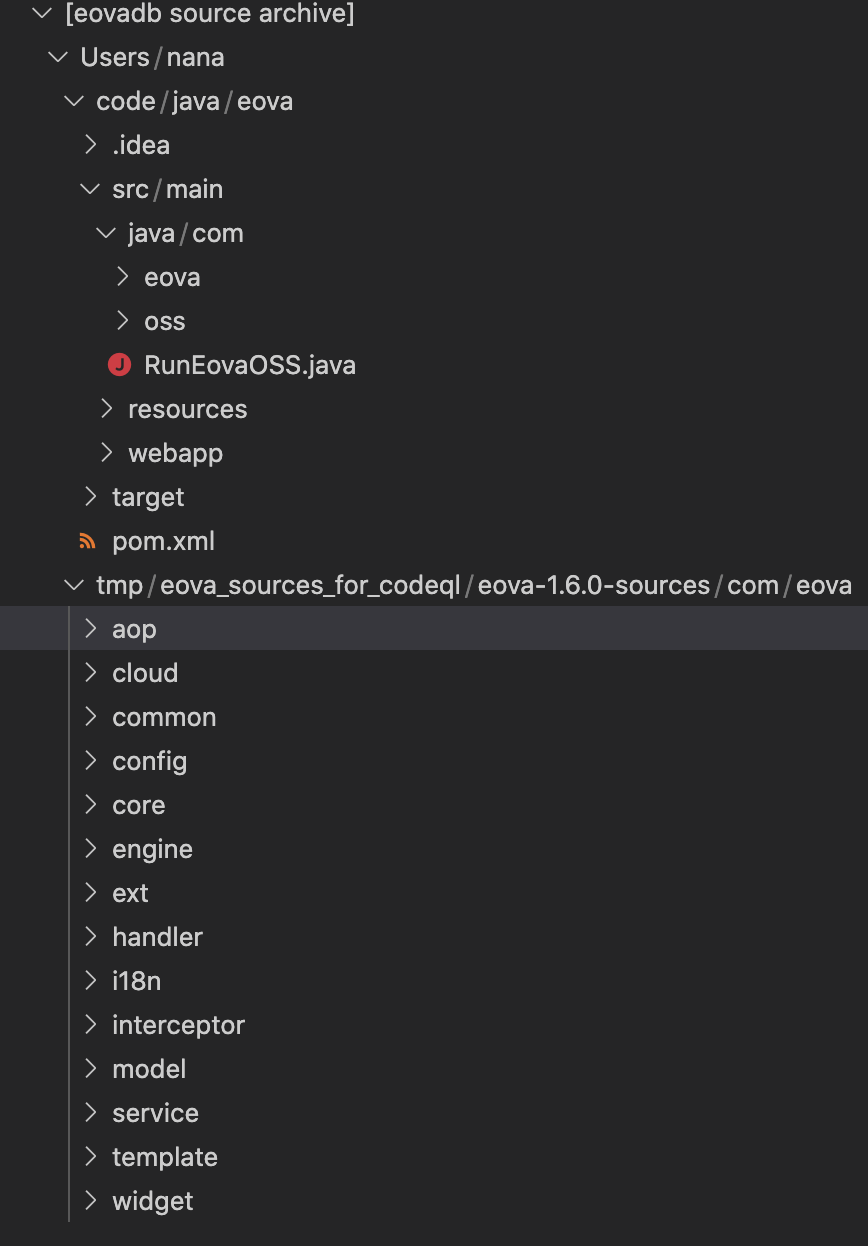 [eovadb source archive]
Users/nana
code/java/eova
.idea
src/main
java/com
eova
oss
J RunEovaOSS.java
resources
webapp
target
pom.xml
tmp/eova_sources_for_codeql/eova-1.6.0-sources/com/eova
aop
cloud
common
config
core
engine
ext
handler
i18n
interceptor
model
service
template
widget